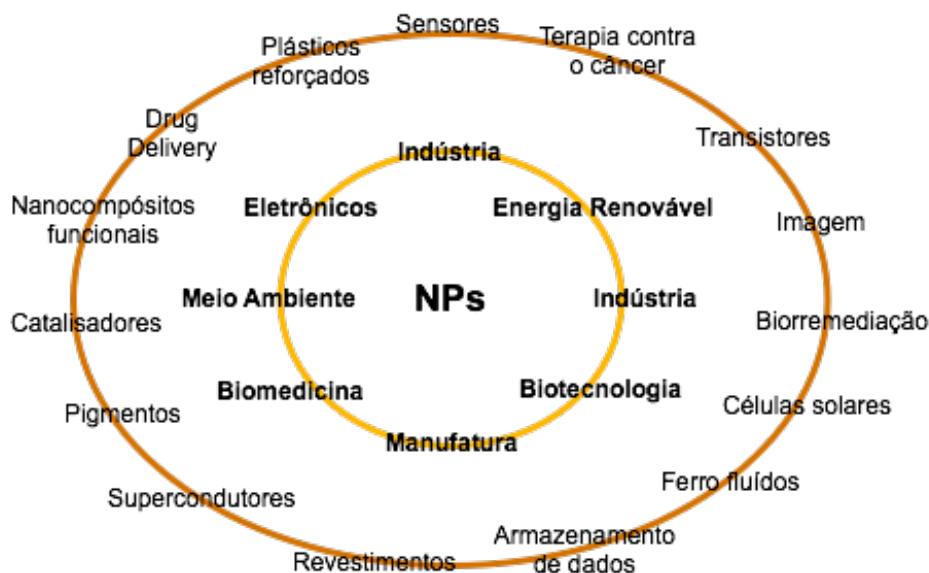 Sensores
Terapia contra
o câncer
Plásticos
reforçados
Drug
Delivery
Transistores
Indústria
Nanocompósitos
funcionais
Eletrônicos
Energia Renovável
Imagem
Meio Ambiente
NPs
Indústria
Catalisadores
Biorremediação
Biomedicina
Biotecnologia
Pigmentos
Células solares
Manufatura
Supercondutores
Ferro fluídos
Revestimentos
Armazenamento
de dados